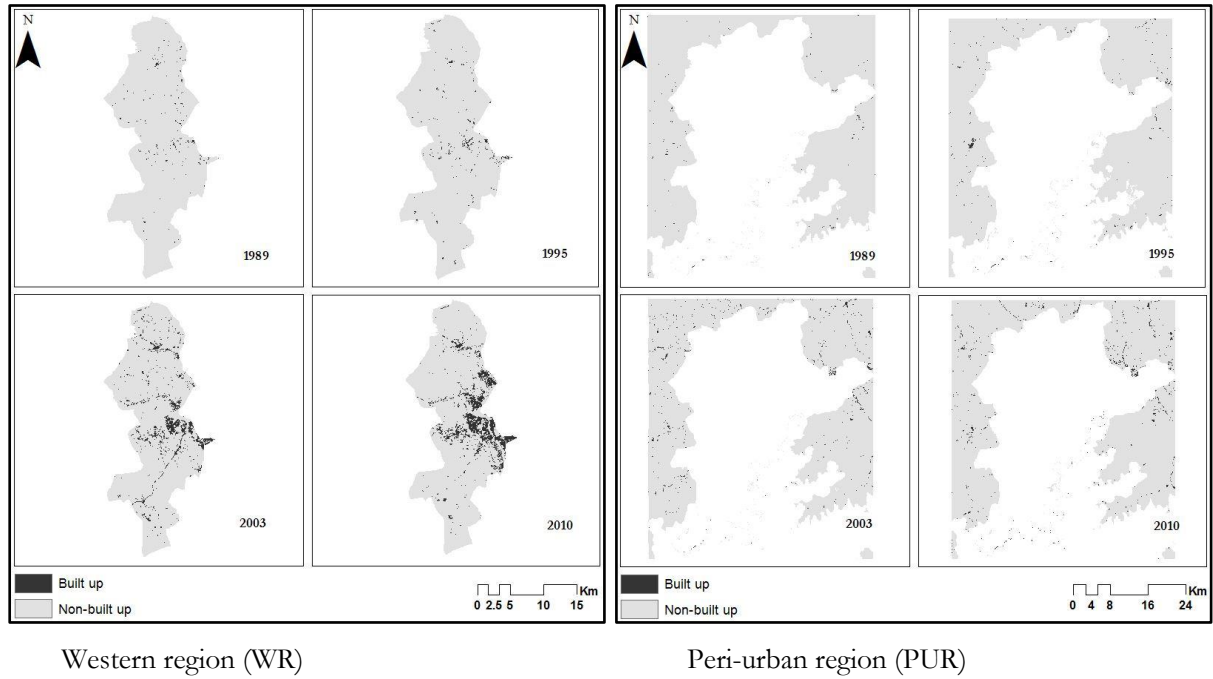 N
1989
1995
2003
2010
Built up
Non-built up
Km
0 2.5 5 10 15
N
1989
1995
2003
2010
Built up
Non-built up
Km
0 4 8 16 24
Western region (WR)
Peri-urban region (PUR)